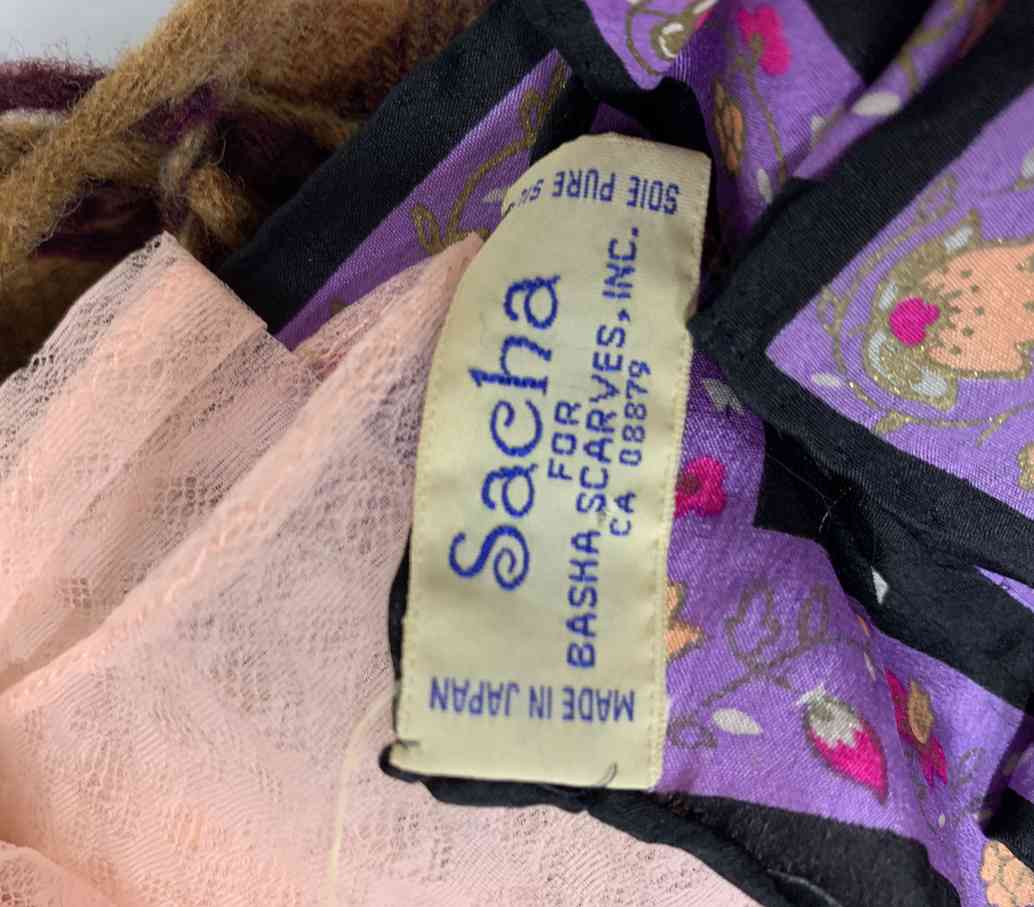 Sacha
FOR
BASHA SCARVES, INC.
CA 08879
SOIE PURE
MADE IN JAPAN